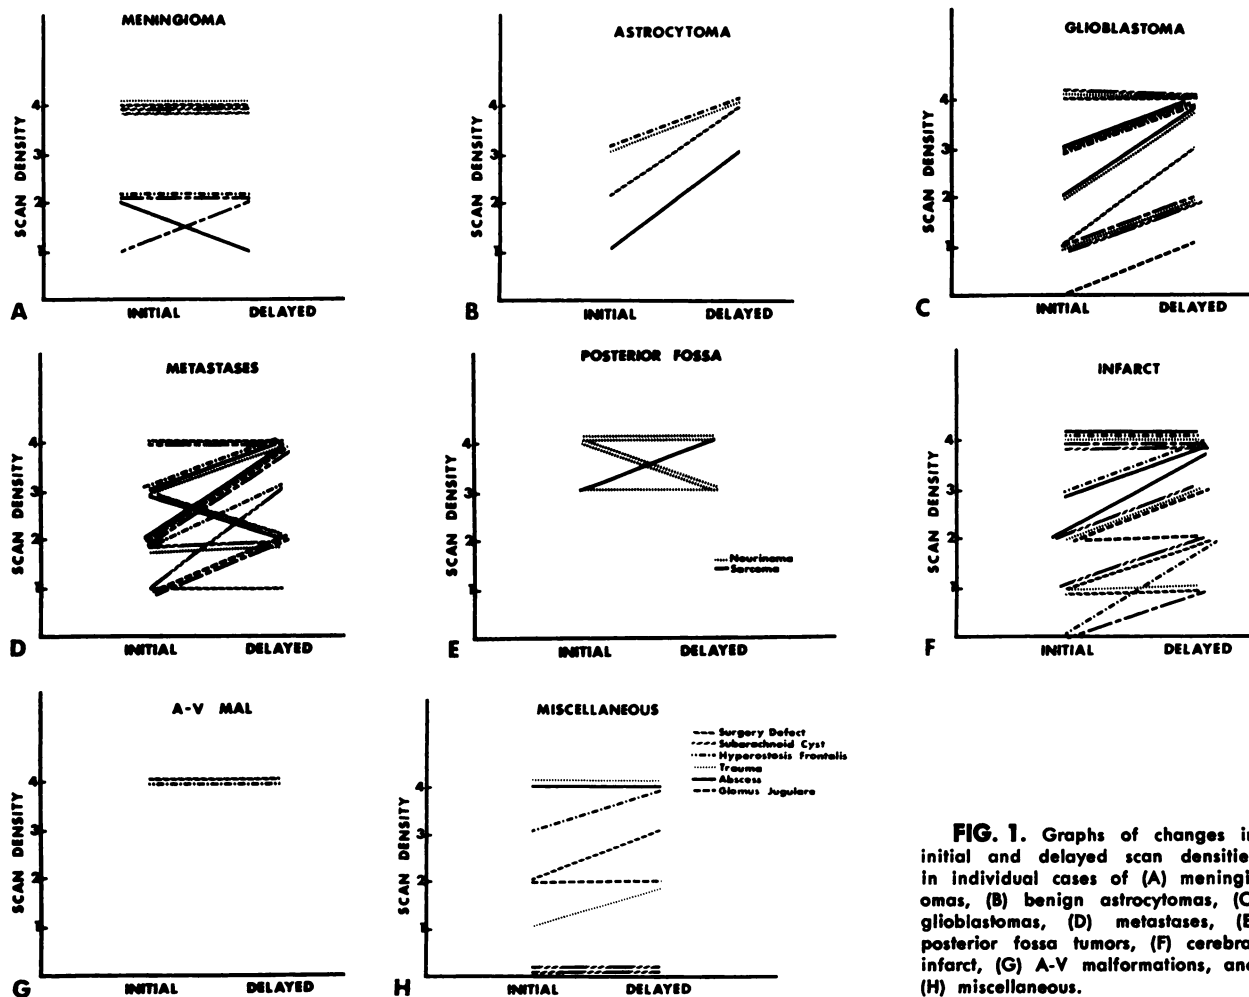 MENINGIOMA
SCAN DENSITY
4
3
2
1
INITIAL DELAYED
A
ASTROCYTOMA
SCAN DENSITY
4
3
2
1
INITIAL DELAYED
B
GLIOBLASTOMA
SCAN DENSITY
4
3
2
1
INITIAL DELAYED
C
METASTASES
SCAN DENSITY
4
3
2
1
INITIAL DELAYED
D
POSTERIOR FOSSA
SCAN DENSITY
4
3
2
1
Neurinoma
Sarcoma
INITIAL DELAYED
E
INFARCT
SCAN DENSITY
4
3
2
1
INITIAL DELAYED
F
A-V MAL
SCAN DENSITY
4
3
2
1
INITIAL DELAYED
G
MISCELLANEOUS
SCAN DENSITY
4
3
2
1
Surgery Defect
Subarachnoid Cyst
Hyperostosis Frontalis
Trauma
Abscess
Glomus Jugulare
INITIAL DELAYED
H
FIG. 1. Graphs of changes in
initial and delayed scan densitie
in individual cases of (A) meningi
omas, (B) benign astrocytomas, (C
glioblastomas, (D) metastases, (E
posterior fossa tumors, (F) cerebra
infarct, (G) A-V malformations, and
(H) miscellaneous.